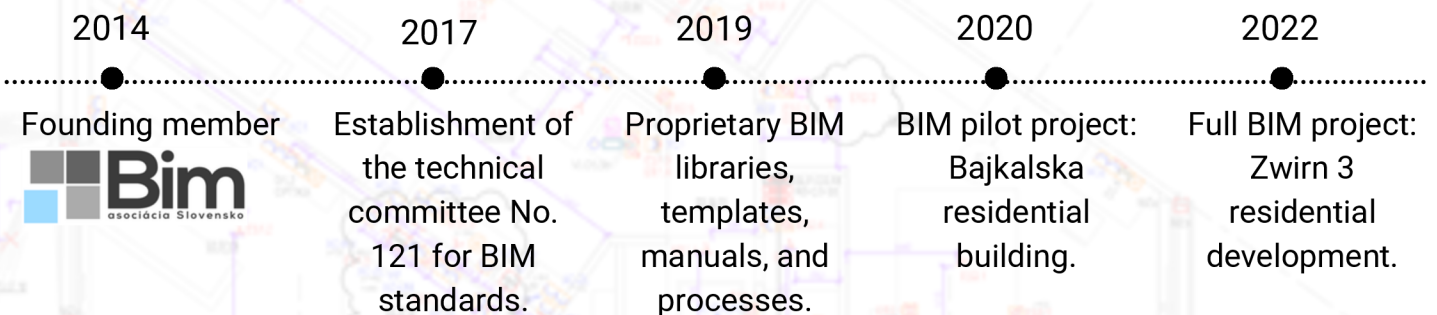 2014
Founding member
Bim
asociácia Slovensko
2017
Establishment of
the technical
committee No.
121 for BIM
standards.
2019
Proprietary BIM
libraries,
templates,
manuals, and
processes.
2020
BIM pilot project:
Bajkalska
residential
building.
2022
Full BIM project:
Zwirn 3
residential
development.